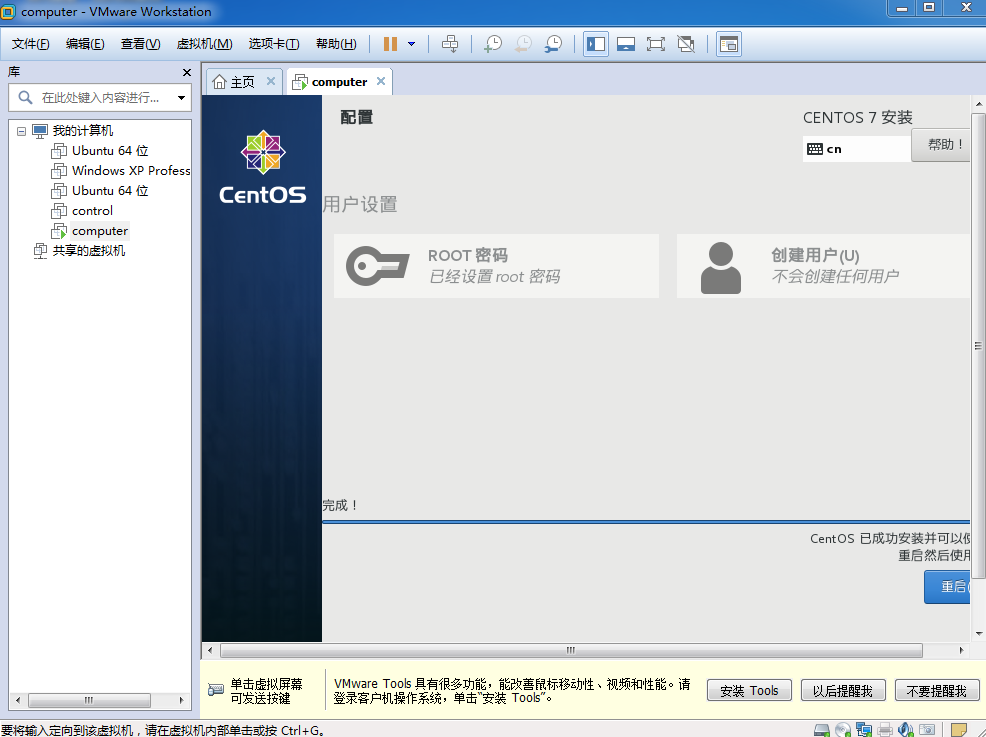 computer - VMware Workstation
文件(F) 编辑(E) 查看(V) 虚拟机(M) 选项卡(T) 帮助(H)
库
在此处键入内容进行...
我的计算机
Ubuntu 64 位
Windows XP Profess
Ubuntu 64 位
control
computer
共享的虚拟机
主页
computer
CentOS
配置
CENTOS 7 安装
cn
帮助！
用户设置
ROOT 密码
已经设置 root 密码
创建用户(U)
不会创建任何用户
完成！
CentOS 已成功安装并可以使
重启然后使用
重启(
单击虚拟屏幕
可发送按键
VMware Tools 具有很多功能，能改善鼠标移动性、视频和性能。请
登录客户机操作系统，单击“安装 Tools”。
安装 Tools
以后提醒我
不要提醒我
要将输入定向到该虚拟机，请在虚拟机内部单击或按 Ctrl+G。